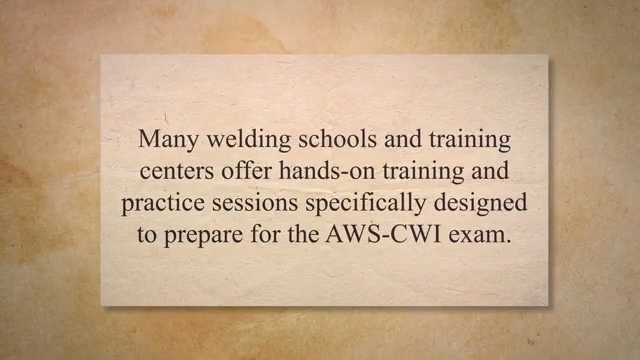 Many welding schools and training
centers offer hands-on training and
practice sessions specifically designed
to prepare for the AWS-CWI exam.